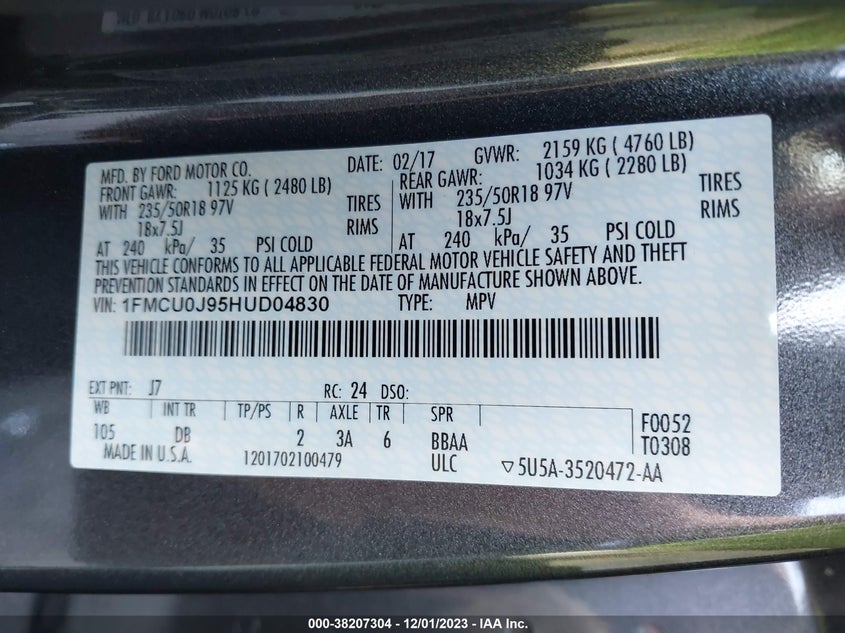 MFD. BY FORD MOTOR CO. DATE: 02/17 GVWR: 2159 KG ( 4760 LB)
FRONT GAWR: 1125 KG ( 2480 LB) REAR GAWR: 1034 KG ( 2280 LB)
WITH 235/50R18 97V TIRES WITH 235/50R18 97V TIRES
18x7.5J RIMS 18x7.5J RIMS
AT 240 kPa/ 35 PSI COLD AT 240 kPa/ 35 PSI COLD
THIS VEHICLE CONFORMS TO ALL APPLICABLE FEDERAL MOTOR VEHICLE SAFETY AND THEFT
PREVENTION STANDARDS IN EFFECT ON THE DATE OF MANUFACTURE SHOWN ABOVE.
VIN: 1FMCU0J95HUD04830 TYPE: MPV
EXT PNT: J7 RC: 24 DSO:
WB INT TR TP/PS R AXLE TR SPR F0052
105 DB 2 3A 6 BBAA T0308
MADE IN U.S.A. 1201702100479 ULC ▽5U5A-3520472-AA
000-38207304 - 12/01/2023 - IAA Inc.